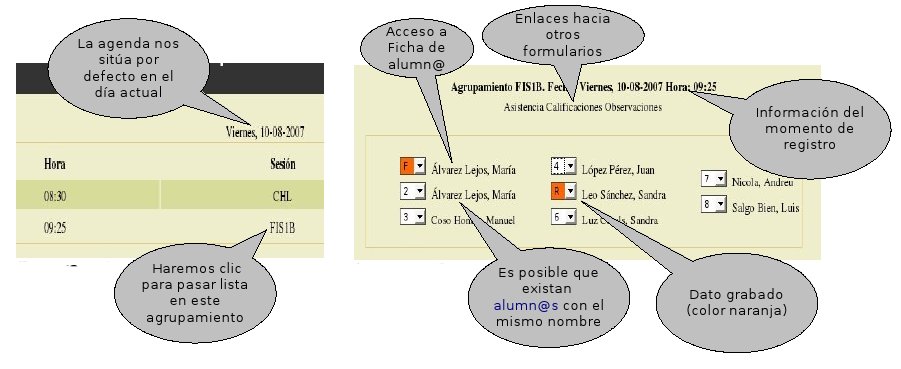 La agenda nos
sitúa por
defecto en el
día actual
Viernes, 10-08-2007
Hora Sesión
08:30 CHL
09:25 FIS1B
Haremos clic
para pasar lista
en este
agrupamiento
Acceso a
Ficha de
alumn@
Enlaces hacia
otros
formularios
Agrupamiento FIS1B. Viernes, 10-08-2007 Hora: 09:25
Asistencia Calificaciones Observaciones
Información del
momento de
registro
F Álvarez Lejos, María
2 Álvarez Lejos, María
3 Coso Manuel
4 López Pérez, Juan
R Leo Sánchez, Sandra
6 Luz Sandra
7 Nicola, Andreu
8 Salgo Bien, Luis
Es posible que
existan
alumn@s con el
mismo nombre
Dato grabado
(color naranja)